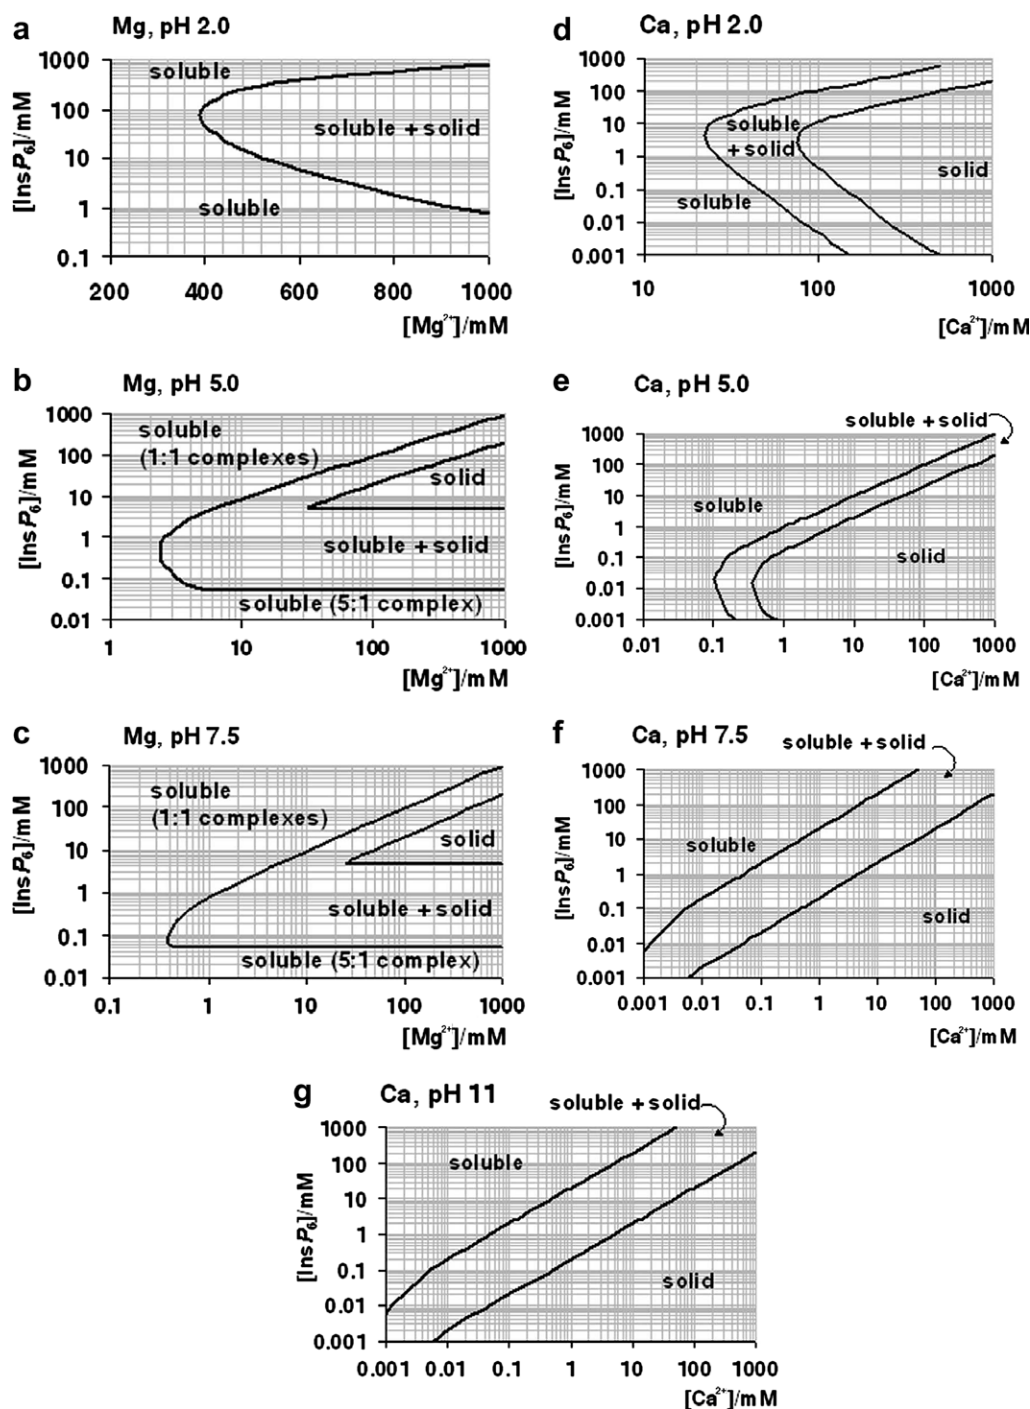 a
Mg, pH 2.0
[InsP₆]/mM
1000
100
10
1
0.1
soluble
soluble + solid
soluble
200
400
600
800
1000
[Mg²⁺]/mM
b
Mg, pH 5.0
[InsP₆]/mM
1000
100
10
1
0.1
0.01
soluble
(1:1 complexes)
solid
soluble + solid
soluble (5:1 complex)
1
10
100
1000
[Mg²⁺]/mM
c
Mg, pH 7.5
[InsP₆]/mM
1000
100
10
1
0.1
0.01
soluble
(1:1 complexes)
solid
soluble + solid
soluble (5:1 complex)
0.1
1
10
100
1000
[Mg²⁺]/mM
d
Ca, pH 2.0
[InsP₆]/mM
1000
100
10
1
0.1
0.01
0.001
soluble
+ solid
solid
soluble
10
100
1000
[Ca²⁺]/mM
e
Ca, pH 5.0
soluble + solid
[InsP₆]/mM
1000
100
10
1
0.1
0.01
0.001
soluble
solid
0.01
0.1
1
10
100
1000
[Ca²⁺]/mM
f
Ca, pH 7.5
soluble + solid
[InsP₆]/mM
1000
100
10
1
0.1
0.01
0.001
soluble
solid
0.001
0.01
0.1
1
10
100
1000
[Ca²⁺]/mM
g
Ca, pH 11
soluble + solid
[InsP₆]/mM
1000
100
10
1
0.1
0.01
0.001
soluble
solid
0.001
0.01
0.1
1
10
100
1000
[Ca²⁺]/mM